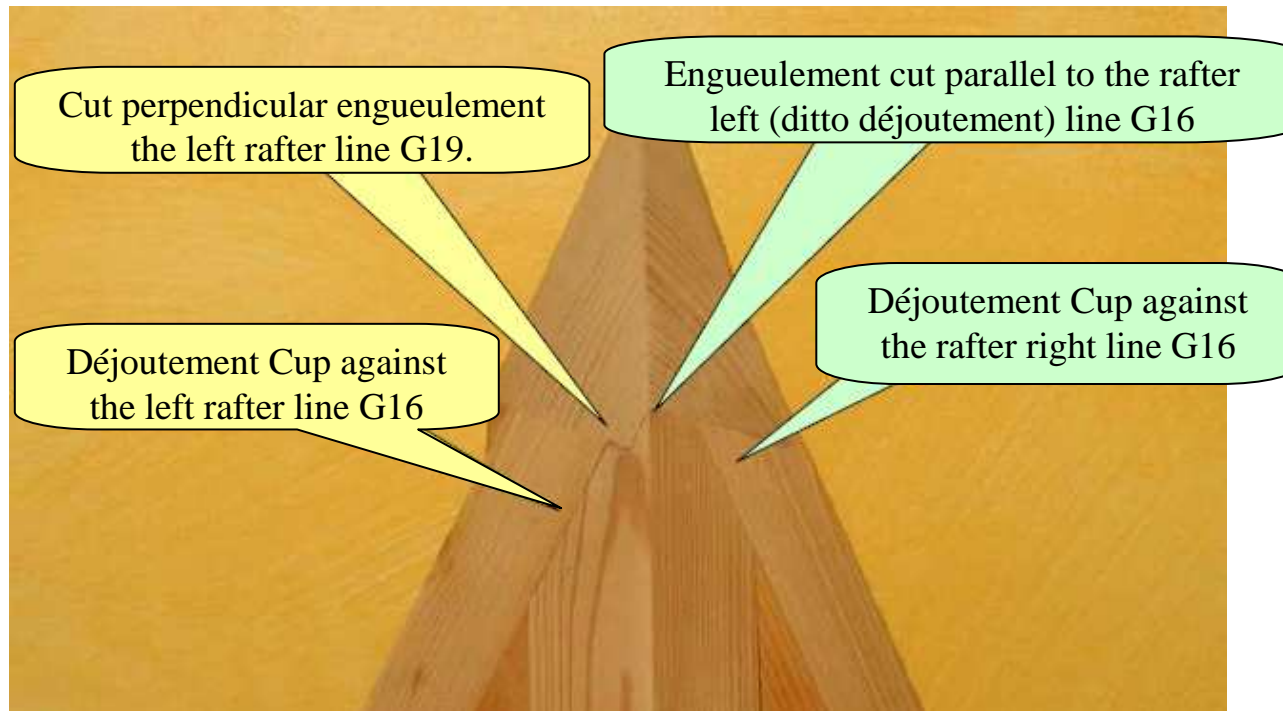 Cut perpendicular engueulement
the left rafter line G19.
Engueulement cut parallel to the rafter
left (ditto déjoutement) line G16
Déjoutement Cup against
the left rafter line G16
Déjoutement Cup against
the rafter right line G16